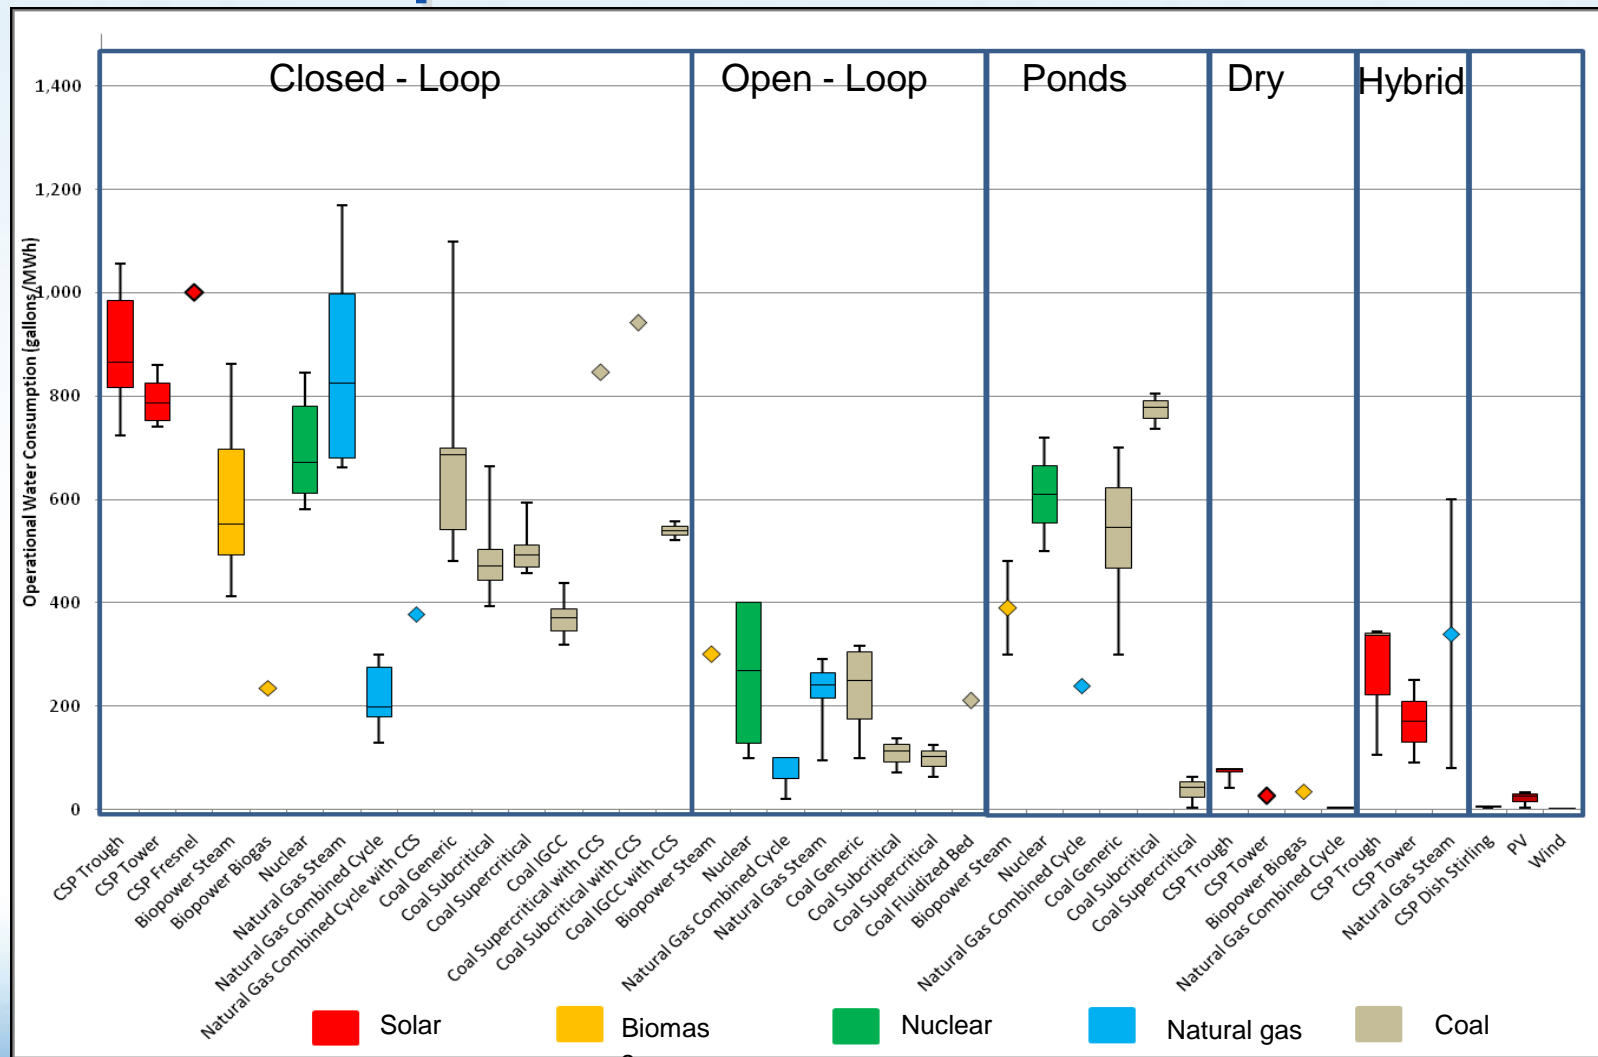 Closed - Loop
Open - Loop
Ponds
Dry
Hybrid
Operational Water Consumption (gallons/MWh)
1,400
1,200
1,000
800
600
400
200
0
CSP Trough
CSP Tower
CSP Fresnel
Biopower Steam
Biopower Biogas
Nuclear
Natural Gas Steam
Natural Gas Combined Cycle
Natural Gas Combined Cycle with CCS
Coal Generic
Coal Subcritical
Coal Supercritical
Coal IGCC
Coal Supercritical with CCS
Coal Subcritical with CCS
Coal IGCC with CCS
Biopower Steam
Nuclear
Natural Gas Combined Cycle
Natural Gas Steam
Coal Generic
Coal Subcritical
Coal Supercritical
Coal Fluidized Bed
Biopower Steam
Nuclear
Natural Gas Combined Cycle
Coal Generic
Coal Subcritical
Coal Supercritical
CSP Trough
CSP Tower
Biopower Biogas
Natural Gas Combined Cycle
CSP Trough
CSP Tower
Natural Gas Steam
CSP Dish Stirling
PV
Wind
Solar
Biomas
Nuclear
Natural gas
Coal